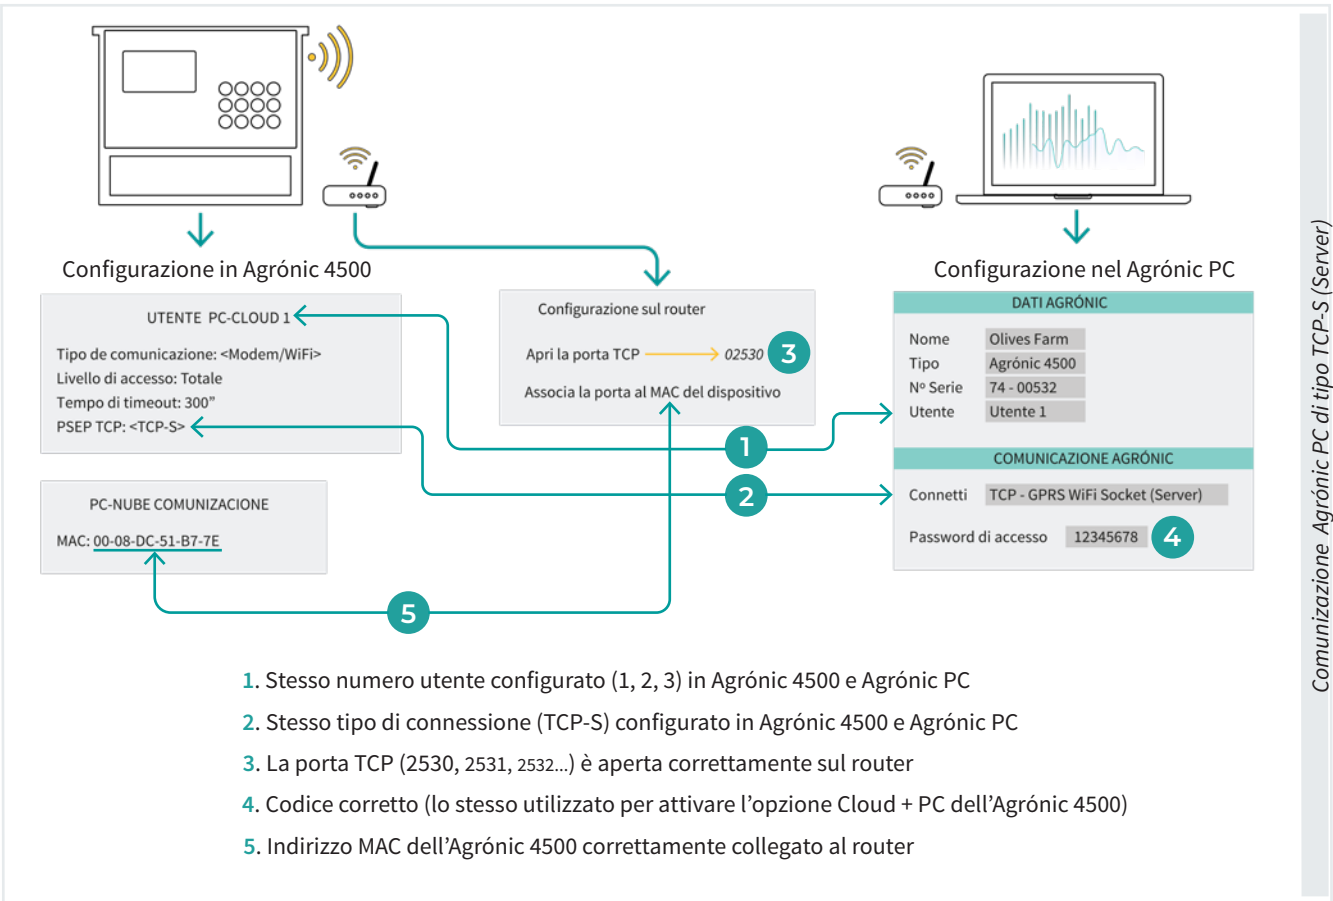 Configurazione in Agrónic 4500
UTENTE PC-CLOUD 1
Tipo de comunicazione: <Modem/WiFi>
Livello di accesso: Totale
Tempo di timeout: 300”
PSEP TCP: <TCP-S>
PC-NUBE COMUNIZACIONE
MAC: 00-08-DC-51-B7-7E
Configurazione sul router
Apri la porta TCP 02530 3
Associa la porta al MAC del dispositivo
1
2
5
Configurazione nel Agrónic PC
DATI AGRÓNIC
Nome Olives Farm
Tipo Agrónic 4500
Nº Serie 74 - 00532
Utente Utente 1
COMUNICAZIONE AGRÓNIC
Connetti TCP - GPRS WiFi Socket (Server)
Password di accesso 12345678 4
1. Stesso numero utente configurato (1, 2, 3) in Agrónic 4500 e Agrónic PC
2. Stesso tipo di connessione (TCP-S) configurato in Agrónic 4500 e Agrónic PC
3. La porta TCP (2530, 2531, 2532...) è aperta correttamente sul router
4. Codice corretto (lo stesso utilizzato per attivare l’opzione Cloud + PC dell’Agrónic 4500)
5. Indirizzo MAC dell’Agrónic 4500 correttamente collegato al router
Comunizazione Agrónic PC di tipo TCP-S (Server)